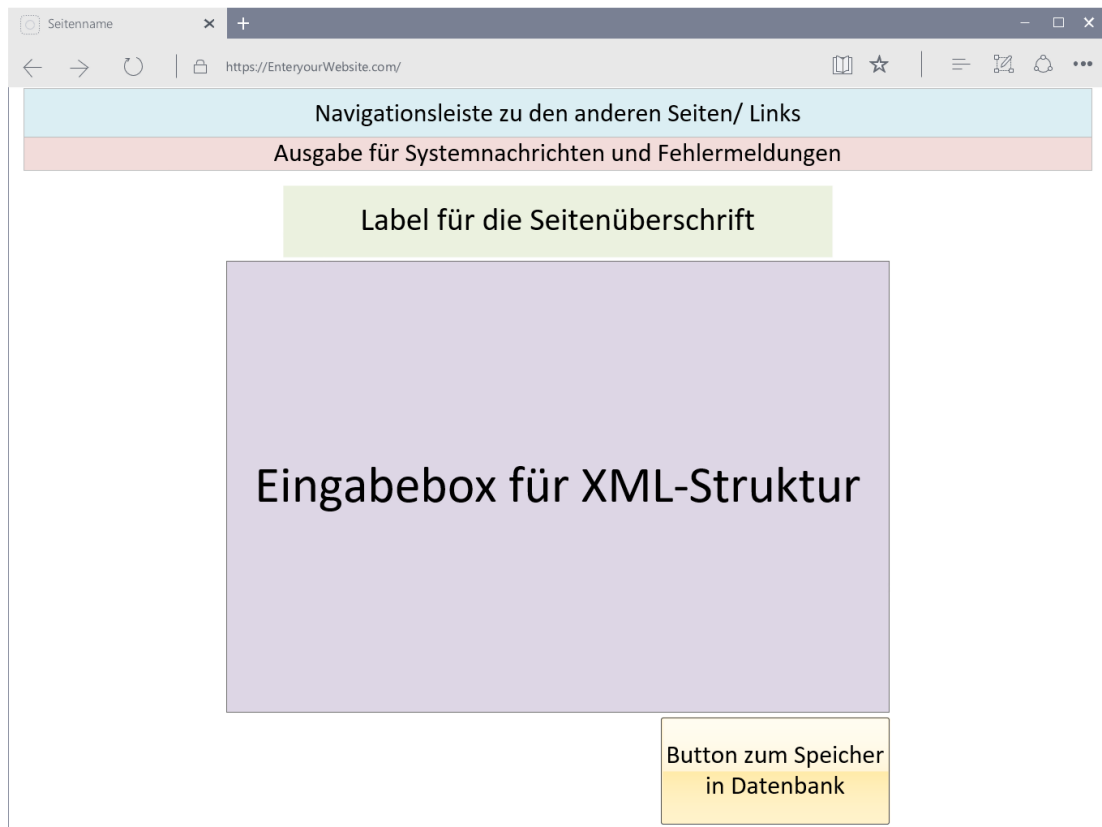 Seitenname
https://EnteryourWebsite.com/
Navigationsleiste zu den anderen Seiten/ Links
Ausgabe für Systemnachrichten und Fehlermeldungen
Label für die Seitenüberschrift
Eingabebox für XML-Struktur
Button zum Speicher
in Datenbank